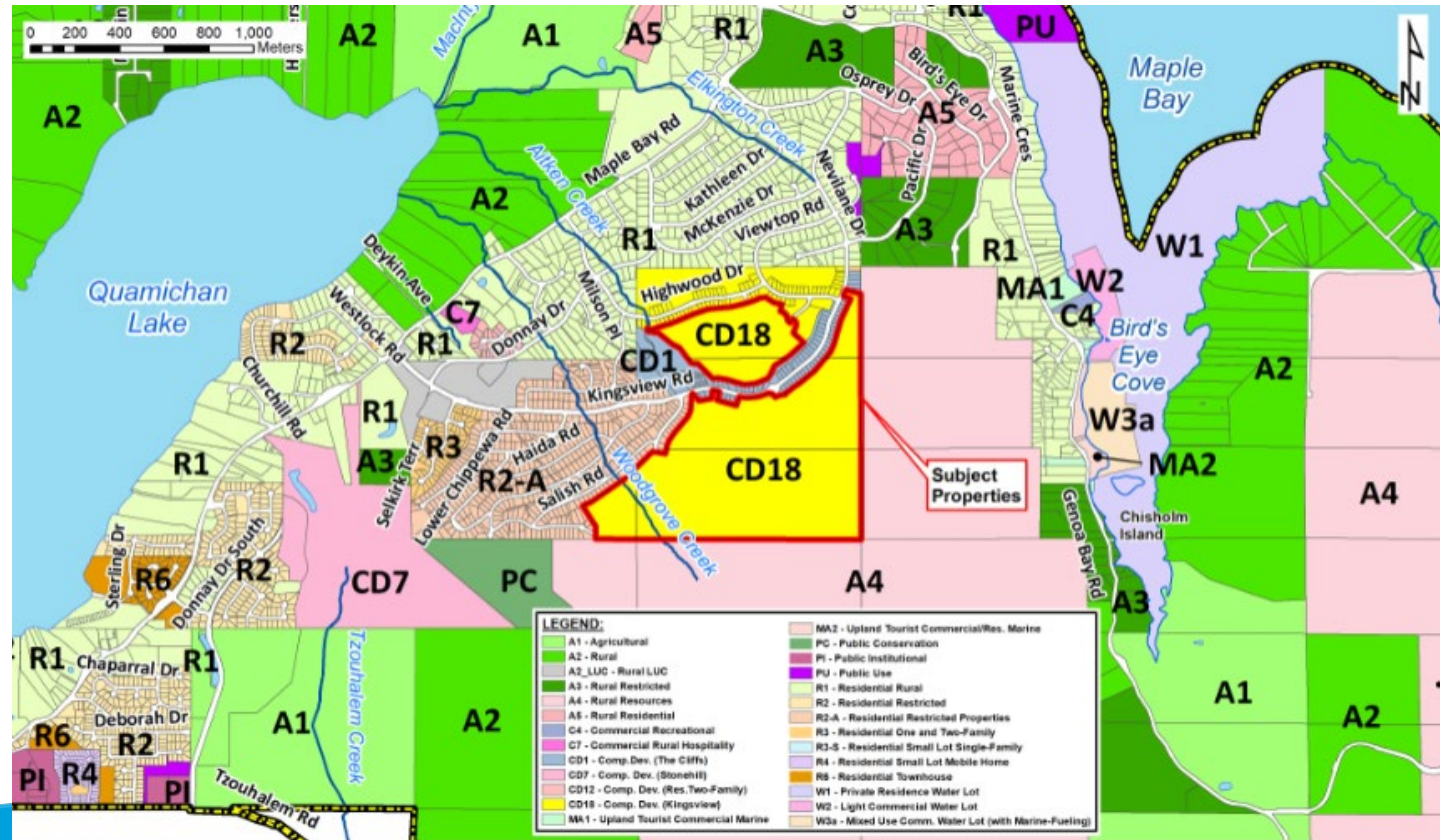 0 200 400 600 800 1,000
Meters
A2
A1
A5
R1
R1
PU
A2
A3
Elkington Creek
Osprey Dr
Bird's Eye Dr
A5
Marine Cres
Maple
Bay
Maple Bay Rd
Aitken Creek
Kathleen Dr
McKenzie Dr
Viewtop Rd
Nevilane Dr
Pacific Dr
A2
R1
A3
R1
W1
Deykin Ave
Quamichan
Lake
Westlock Rd
C7
R1
Donnay Dr
Milson Pl
Highwood Dr
MA1
W2
C4
Bird's
Eye
Cove
R2
CD1
CD18
A2
Churchill Rd
Kingsview Rd
R1
R3
A3
Selkirk Terr
Lower Chippewa Rd
Haida Rd
R2-A
Salish Rd
Woodgrove Creek
CD18
Subject
Properties
W3a
MA2
A4
R1
Genoa Bay Rd
Chisholm
Island
Sterling Dr
R6
Donnay Dr South
R2
CD7
PC
A4
A3
R1
Chaparral Dr
R1
Deborah Dr
R6
R2
PI
R4
PI
A1
Tzouhalem Creek
A2
Tzouhalem Rd
A1
A2
LEGEND:
A1 - Agricultural
A2 - Rural
A2_LUC - Rural LUC
A3 - Rural Restricted
A4 - Rural Resources
A5 - Rural Residential
C4 - Commercial Recreational
C7 - Commercial Rural Hospitality
CD1 - Comp.Dev. (The Cliffs)
CD7 - Comp. Dev. (Stonehill)
CD12 - Comp. Dev. (Res.Two-Family)
CD18 - Comp. Dev. (Kingsview)
MA1 - Upland Tourist Commercial Marine
MA2 - Upland Tourist Commercial/Res. Marine
PC - Public Conservation
PI - Public Institutional
PU - Public Use
R1 - Residential Rural
R2 - Residential Restricted
R2-A - Residential Restricted Properties
R3 - Residential One and Two-Family
R3-S - Residential Small Lot Single-Family
R4 - Residential Small Lot Mobile Home
R6 - Residential Townhouse
W1 - Private Residence Water Lot
W2 - Light Commercial Water Lot
W3a - Mixed Use Comm. Water Lot (with Marine-Fueling)